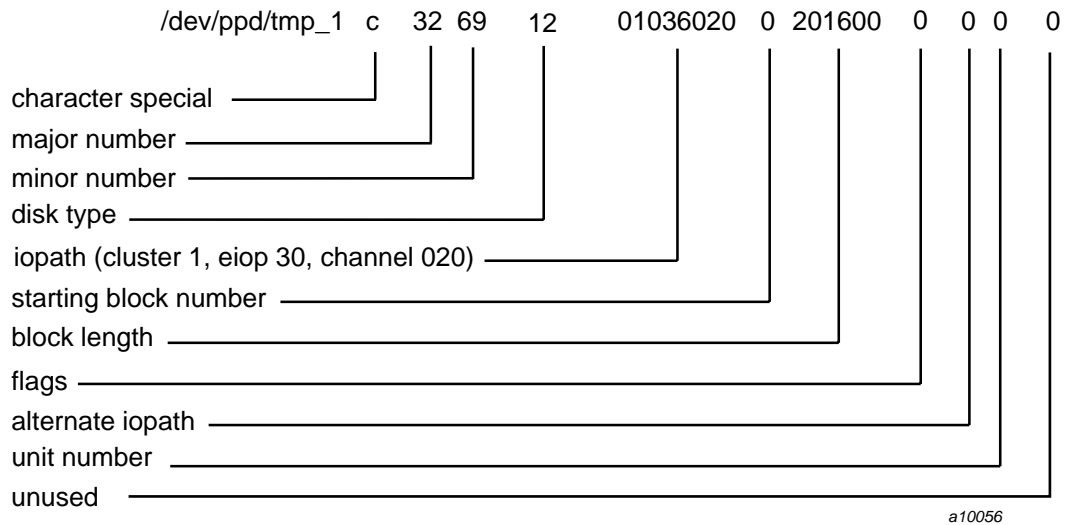 /dev/ppd/tmp_1 c 32 69 12 01036020 0 201600 0 0 0 0
character special
major number
minor number
disk type
iopath (cluster 1, eiop 30, channel 020)
starting block number
block length
flags
alternate iopath
unit number
unused
a10056